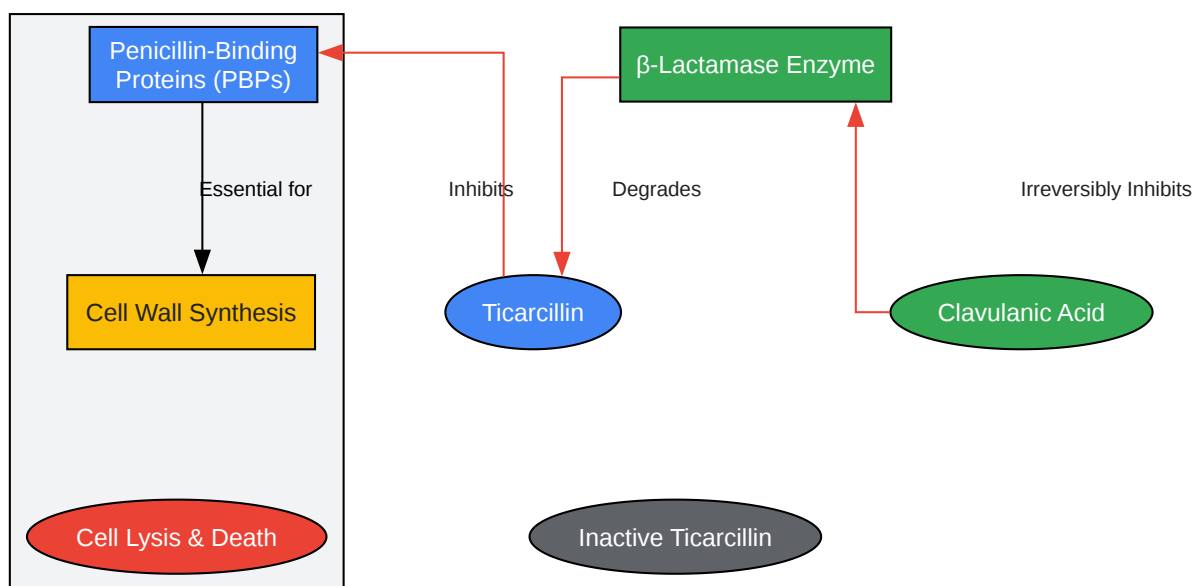 Penicillin-Binding
Proteins (PBPs)
β-Lactamase Enzyme
Essential for
Inhibits
Degrades
Irreversibly Inhibits
Cell Wall Synthesis
Ticarcillin
Clavulanic Acid
Cell Lysis & Death
Inactive Ticarcillin